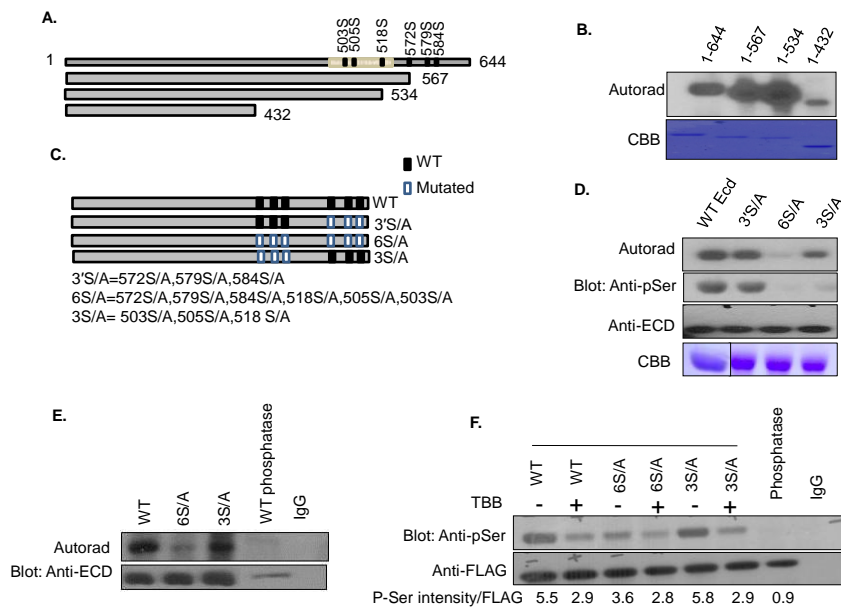 A.
503S
505S
518S
572S
579S
584S
1
644
567
534
432
B.
1-644
1-567
1-534
1-432
Autorad
CBB
C.
WT
Mutated
WT
3'S/A
6S/A
3S/A
3'S/A=572S/A,579S/A,584S/A
6S/A=572S/A,579S/A,584S/A,518S/A,505S/A,503S/A
3S/A= 503S/A,505S/A,518 S/A
D.
WT Ecd
3'S/A
6S/A
3S/A
Autorad
Blot: Anti-pSer
Anti-ECD
CBB
E.
WT
6S/A
3S/A
WT phosphatase
IgG
Autorad
Blot: Anti-ECD
F.
WT
WT
6S/A
6S/A
3S/A
3S/A
Phosphatase
IgG
TBB - + - + - +
Blot: Anti-pSer
Anti-FLAG
P-Ser intensity/FLAG 5.5 2.9 3.6 2.8 5.8 2.9 0.9